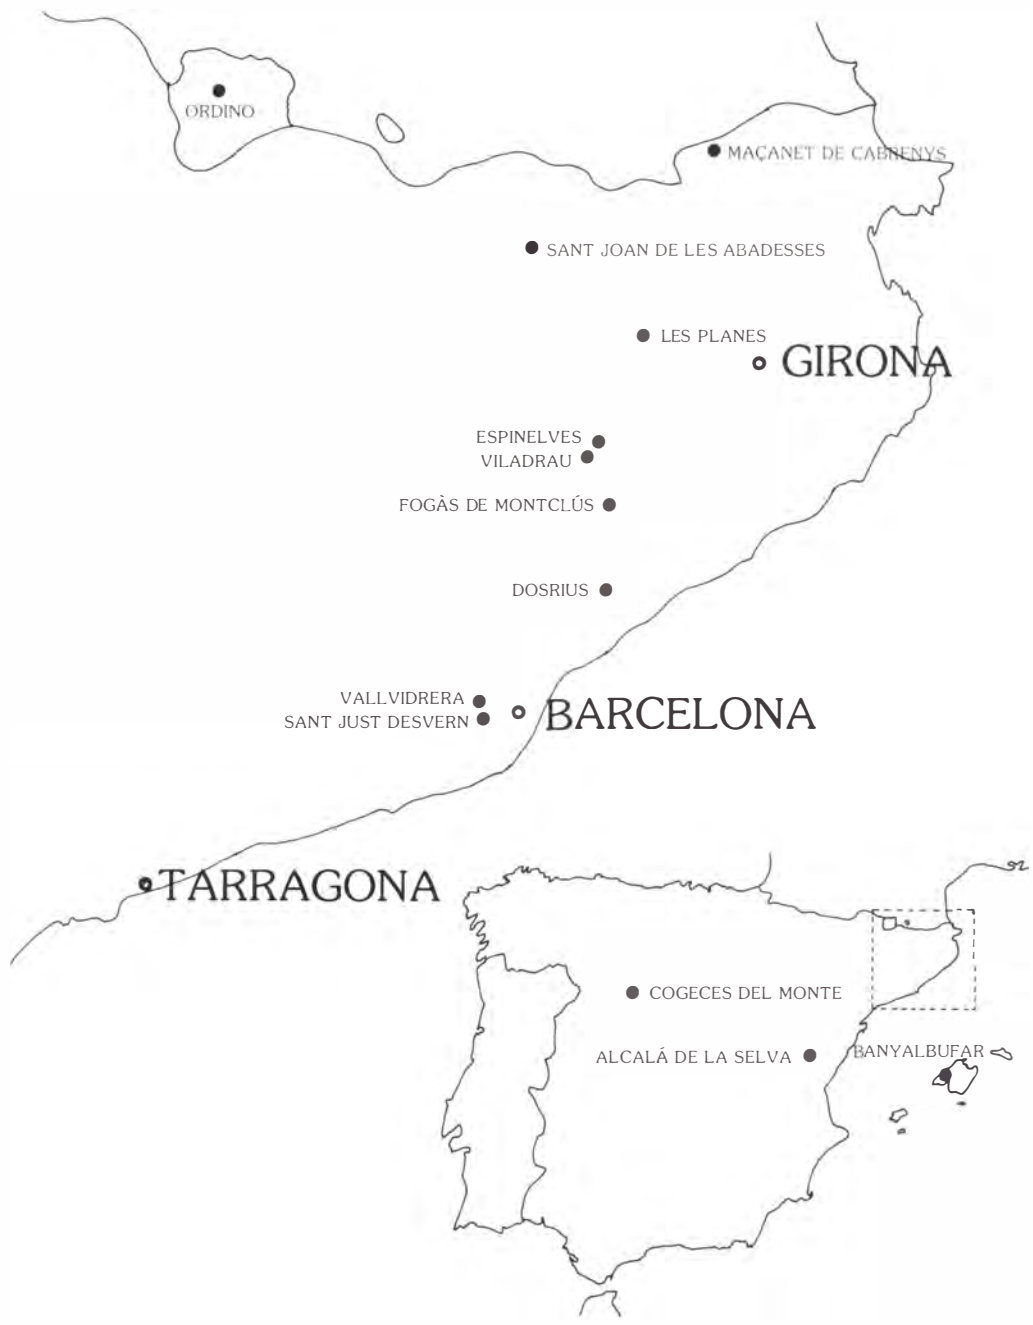 ORDINO
MAÇANET DE CABRENYS
SANT JOAN DE LES ABADESSES
LES PLANES
GIRONA
ESPINELVES
VILADRAU
FOGÀS DE MONTCLÚS
DOSRIUS
VALLVIDRERA
SANT JUST DESVERN
BARCELONA
TARRAGONA
COGECES DEL MONTE
ALCALÁ DE LA SELVA
BANYALBUFAR